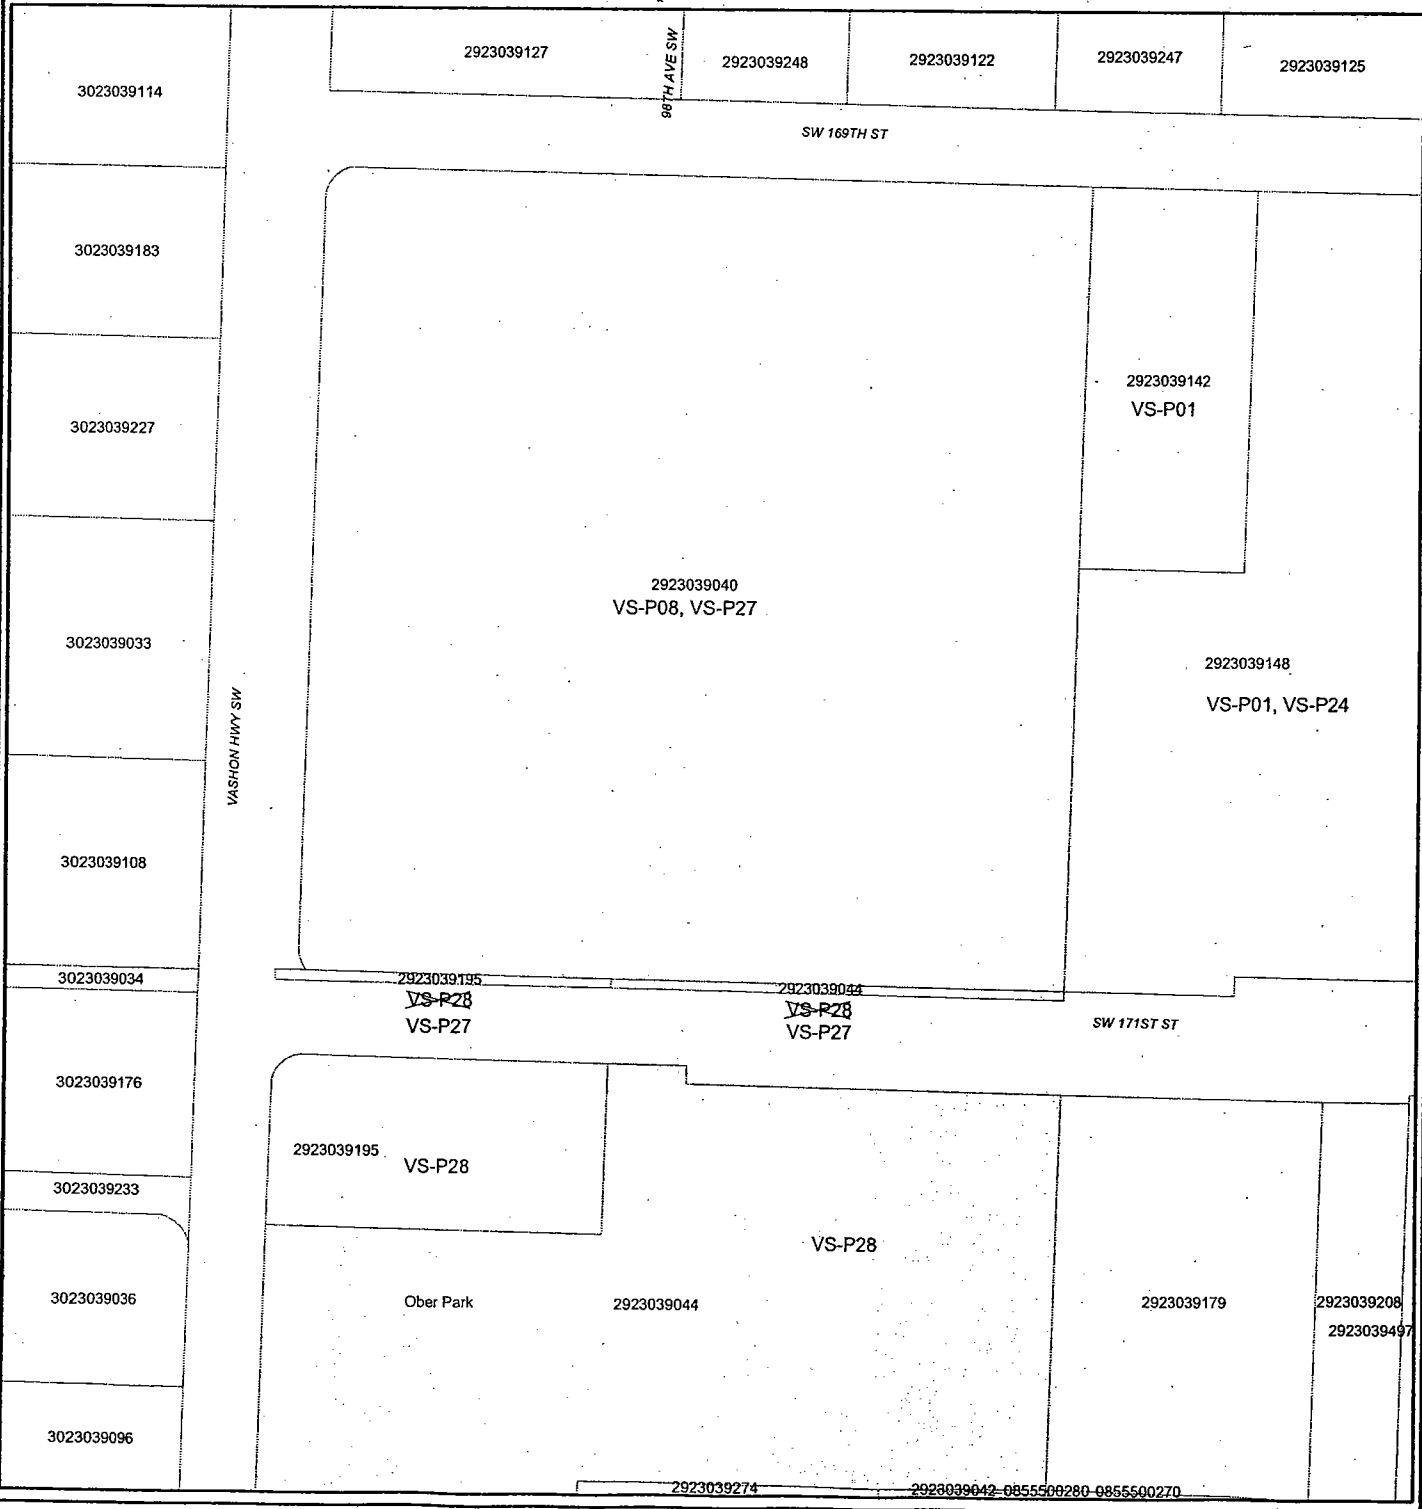 2923039127
98TH AVE SW
2923039248
2923039122
2923039247
2923039125
3023039114
SW 169TH ST
3023039183
2923039142
VS-P01
3023039227
2923039040
VS-P08, VS-P27
3023039033
2923039148
VS-P01, VS-P24
VASHON HWY SW
3023039108
3023039034
2923039195
VS-P28
VS-P27
2923039044
VS-P28
VS-P27
SW 171ST ST
3023039176
2923039195
VS-P28
3023039233
VS-P28
3023039036
Ober Park
2923039044
2923039179
2923039208
2923039497
3023039096
2923039274
2923039042 0855500280 0855500270